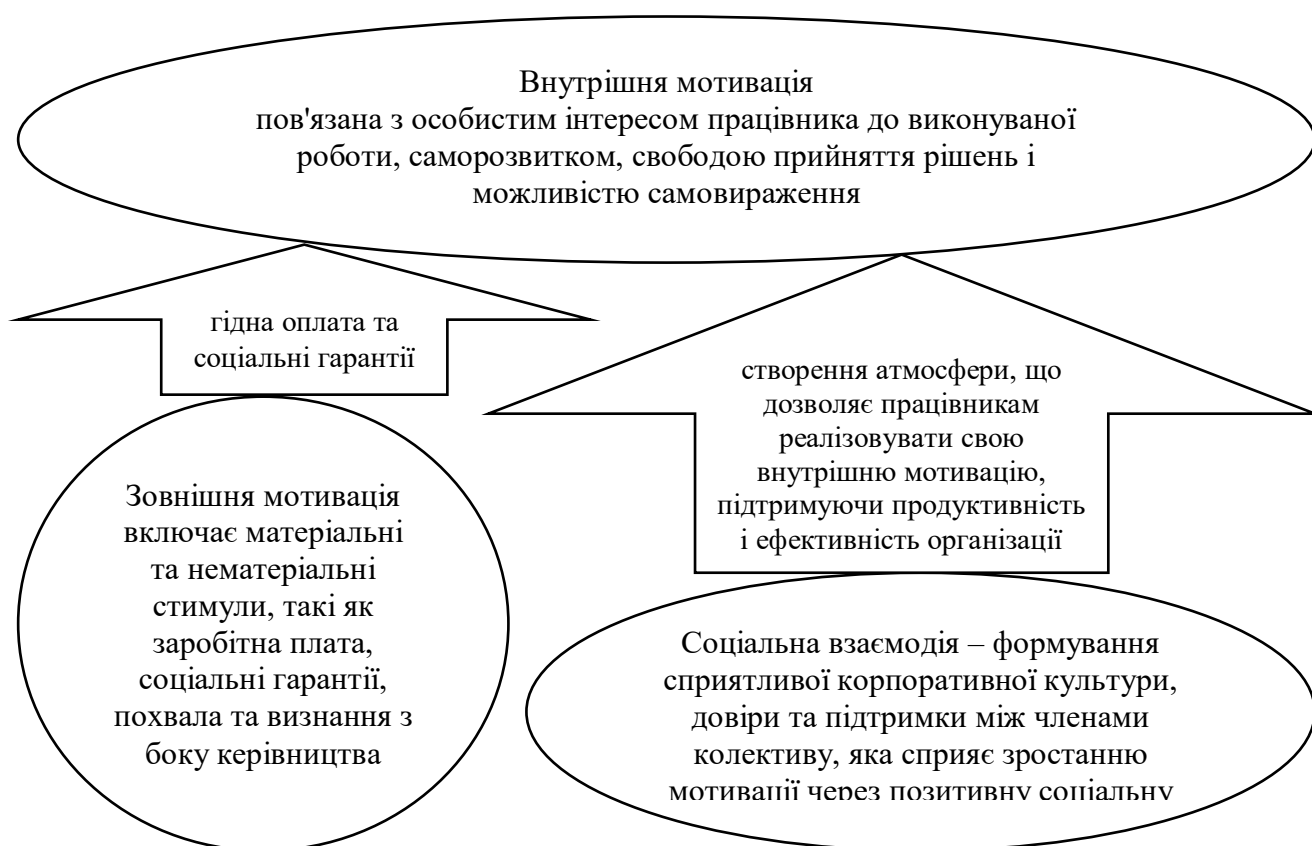 Внутрішня мотивація
пов'язана з особистим інтересом працівника до виконуваної
роботи, саморозвитком, свободою прийняття рішень і
можливістю самовираження
гідна оплата та
соціальні гарантії
створення атмосфери, що
дозволяє працівникам
реалізовувати свою
внутрішню мотивацію,
підтримуючи продуктивність
і ефективність організації
Зовнішня мотивація
включає матеріальні
та нематеріальні
стимули, такі як
заробітна плата,
соціальні гарантії,
похвала та визнання з
боку керівництва
Соціальна взаємодія – формування
сприятливої корпоративної культури,
довіри та підтримки між членами
колективу, яка сприяє зростанню
мотивації через позитивну соціальну